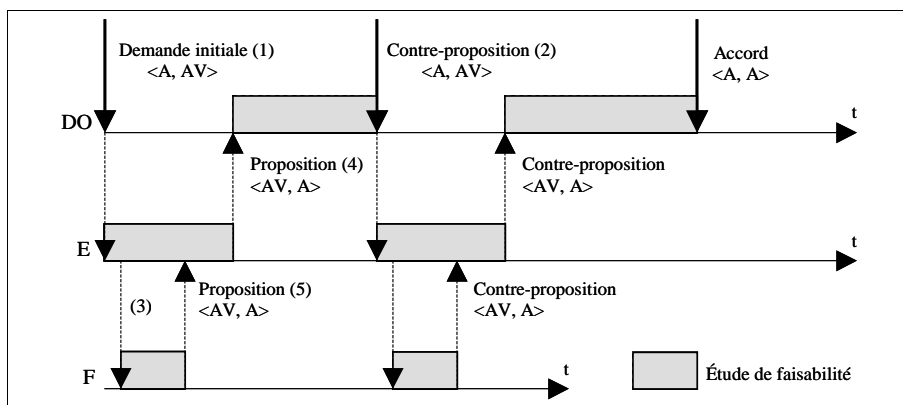 Demande initiale (1)
<A, AV>
Contre-proposition (2)
<A, AV>
Accord
<A, A>
DO
t
Proposition (4)
<AV, A>
Contre-proposition
<AV, A>
E
t
(3)
Proposition (5)
<AV, A>
Contre-proposition
<AV, A>
F
t
Étude de faisabilité